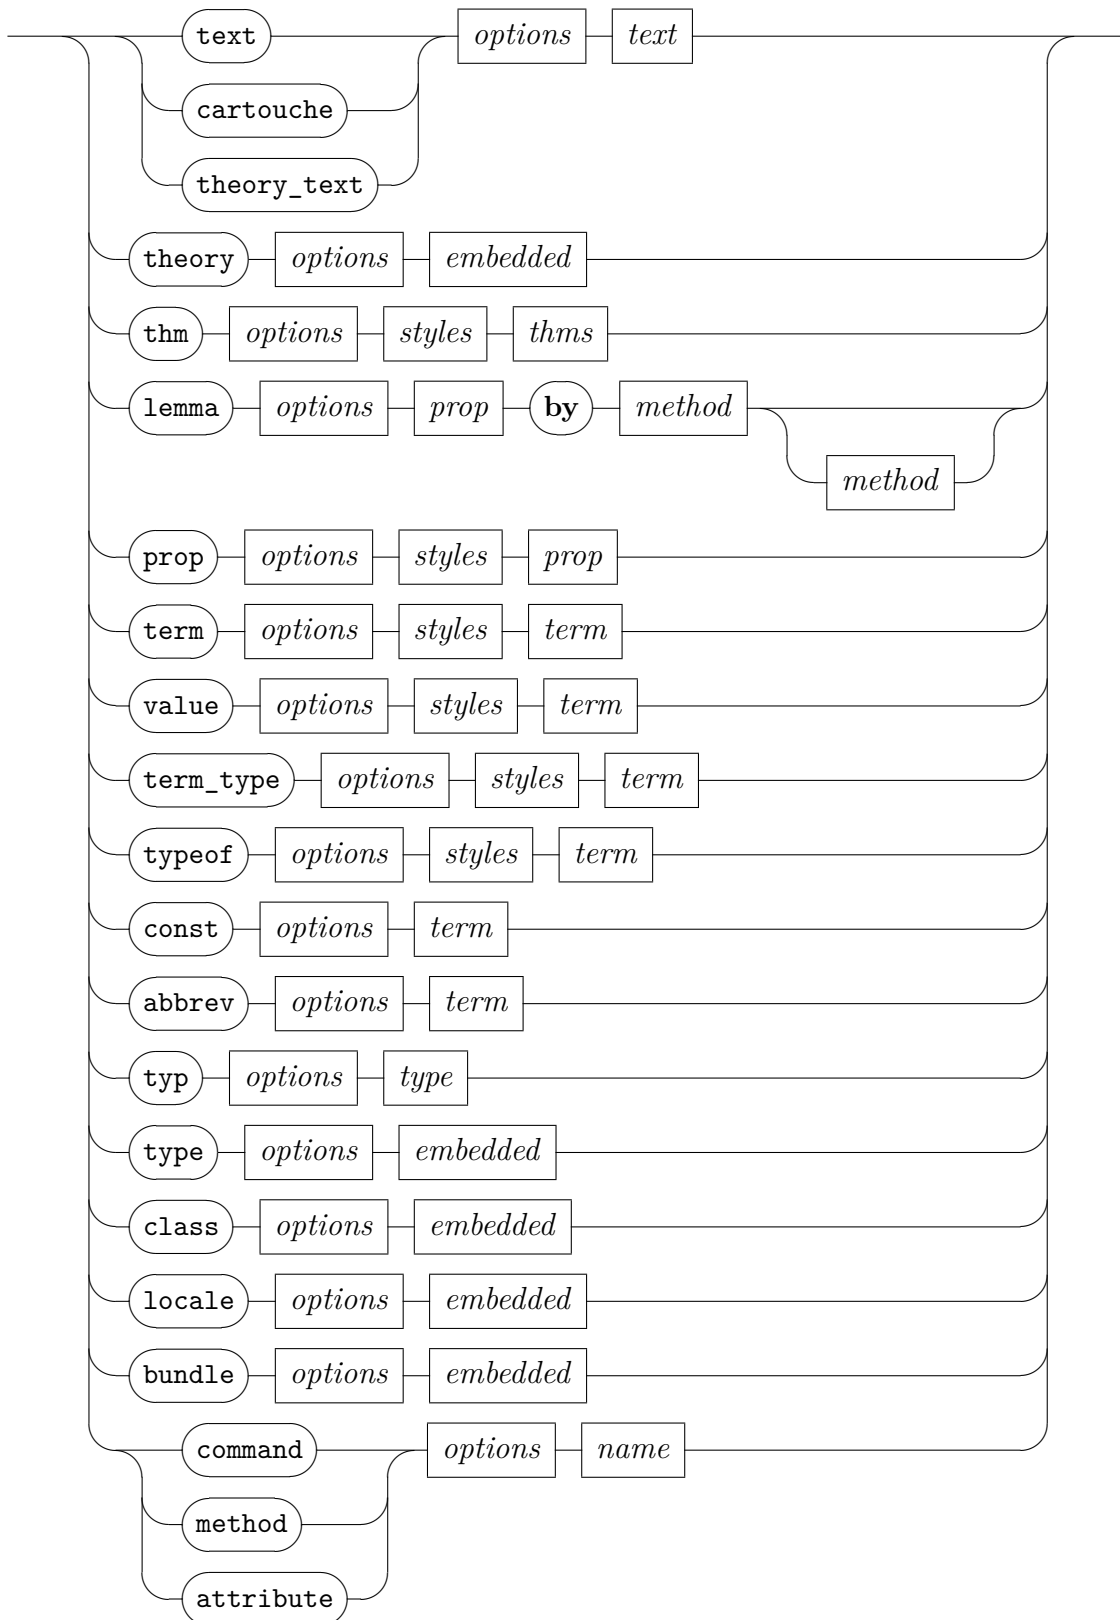 text options text
cartouche
theory_text
theory options embedded
thm options styles thms
lemma options prop by method
method
prop options styles prop
term options styles term
value options styles term
term_type options styles term
typeof options styles term
const options term
abbrev options term
typ options type
type options embedded
class options embedded
locale options embedded
bundle options embedded
command options name
method
attribute